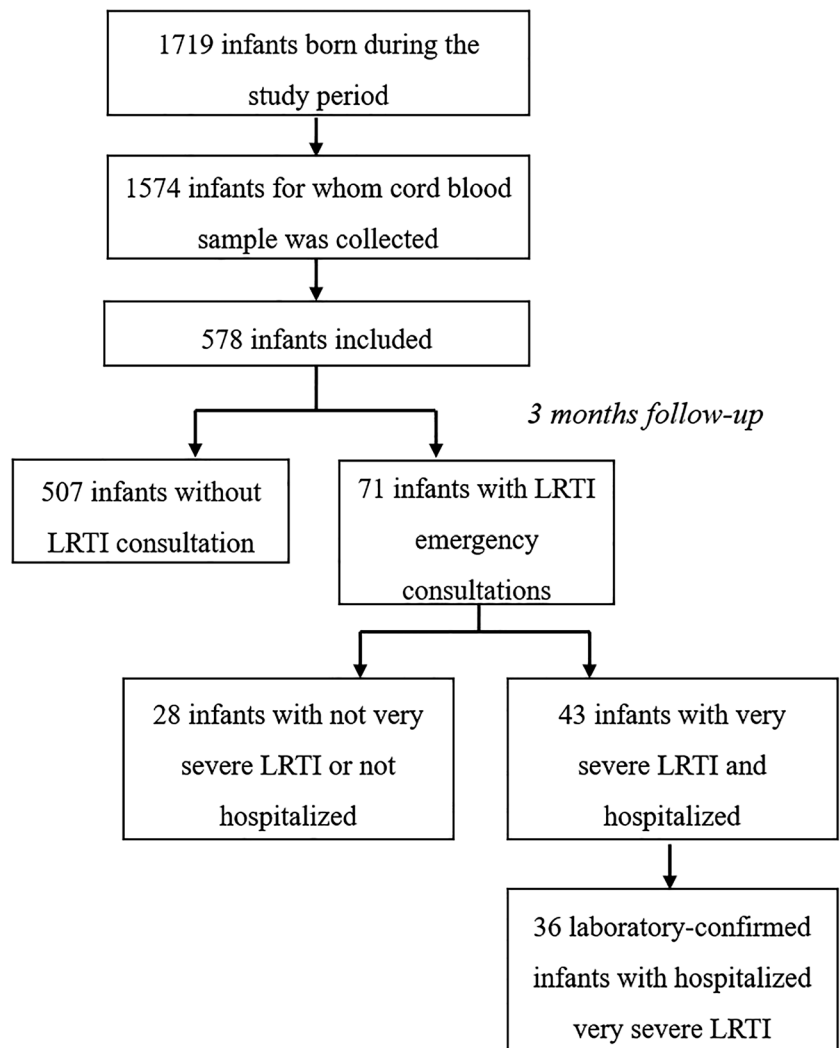 1719 infants born during the
study period
1574 infants for whom cord blood
sample was collected
578 infants included
3 months follow-up
507 infants without
LRTI consultation
71 infants with LRTI
emergency
consultations
28 infants with not very
severe LRTI or not
hospitalized
43 infants with very
severe LRTI and
hospitalized
36 laboratory-confirmed
infants with hospitalized
very severe LRTI